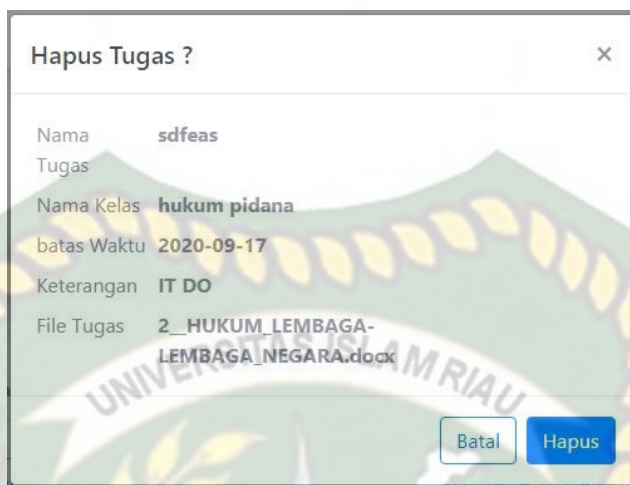 Hapus Tugas ?
×
Nama
Tugas
sdfeas
Nama Kelas hukum pidana
batas Waktu 2020-09-17
Keterangan IT DO
File Tugas 2__HUKUM_LEMBAGA-
LEMBAGA_NEGARA.docx
UNIVERSITAS ISLAM RIAU
Batal Hapus